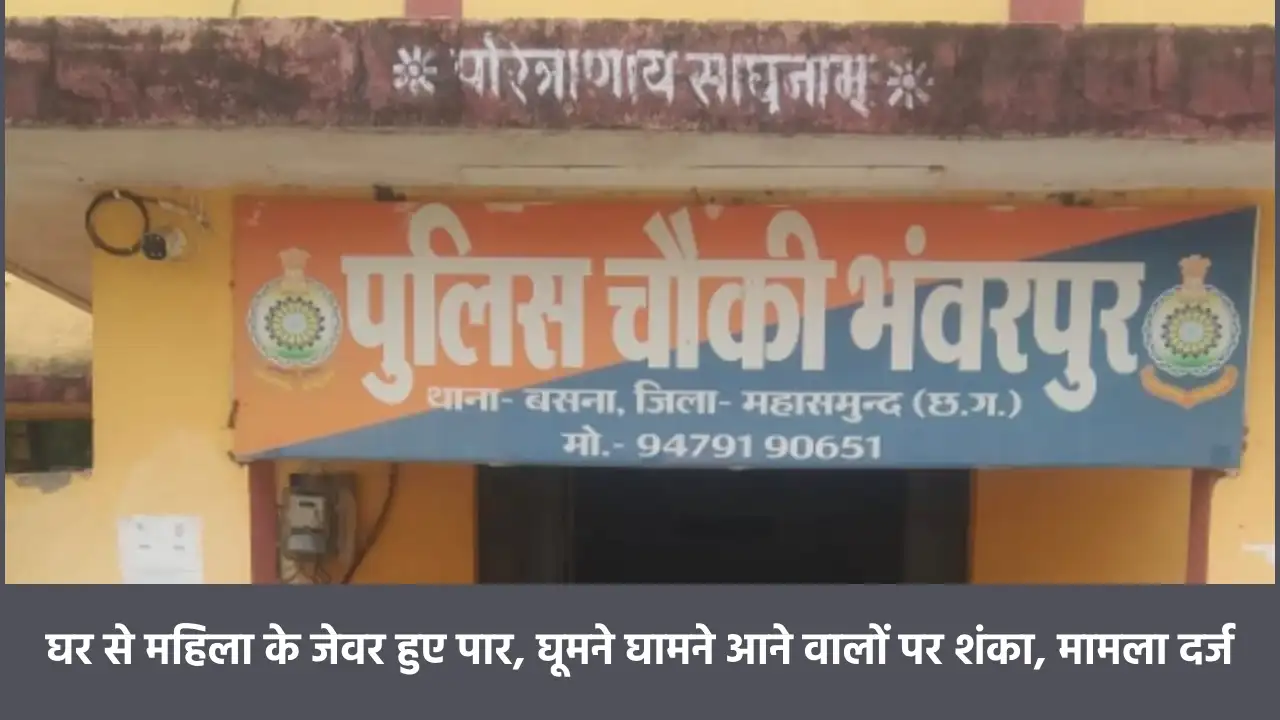 परित्राणाय साधुनाम्
पुलिस चौकी भंवरपुर
थाना- बसना, जिला- महासमुन्द (छ.ग.)
मो.- 94791 90651
घर से महिला के जेवर हुए पार, घूमने घामने आने वालों पर शंका, मामला दर्ज